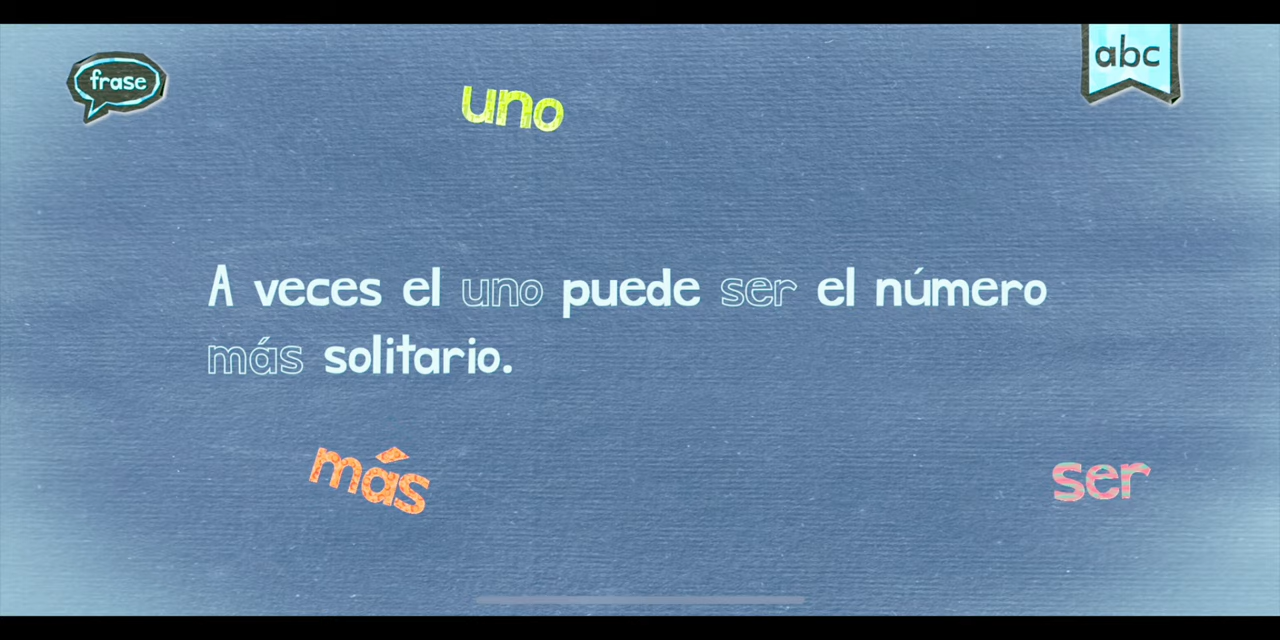 frase
abc
uno
A veces el uno puede ser el número
más solitario.
más
ser